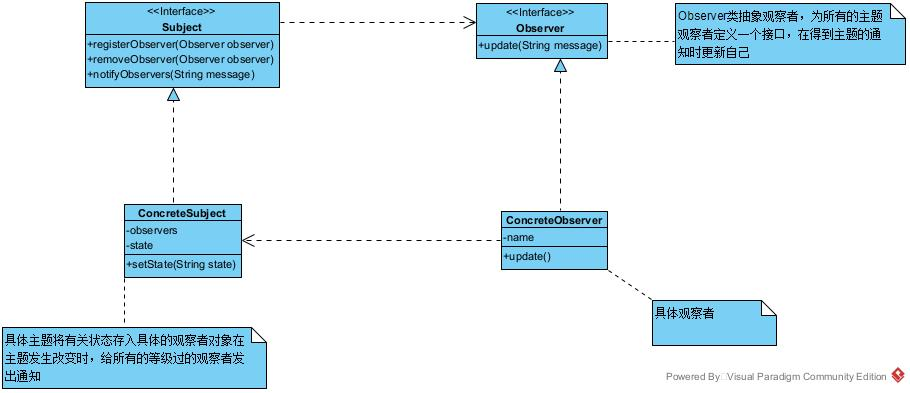 <<Interface>>
Subject
+registerObserver(Observer observer)
+removeObserver(Observer observer)
+notifyObservers(String message)
<<Interface>>
Observer
+update(String message)
Observer类抽象观察者，为所有的主题
观察者定义一个接口，在得到主题的通
知时更新自己
ConcreteSubject
-observers
-state
+setState(String state)
ConcreteObserver
-name
+update()
具体观察者
具体主题将有关状态存入具体的观察者对象在
主题发生改变时，给所有的等级过的观察者发
出通知
Powered By Visual Paradigm Community Edition